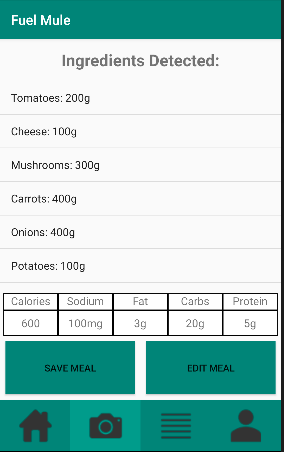 Fuel Mule
Ingredients Detected:
Tomatoes: 200g
Cheese: 100g
Mushrooms: 300g
Carrots: 400g
Onions: 400g
Potatoes: 100g
Calories Sodium Fat Carbs Protein
600 100mg 3g 20g 5g
SAVE MEAL EDIT MEAL